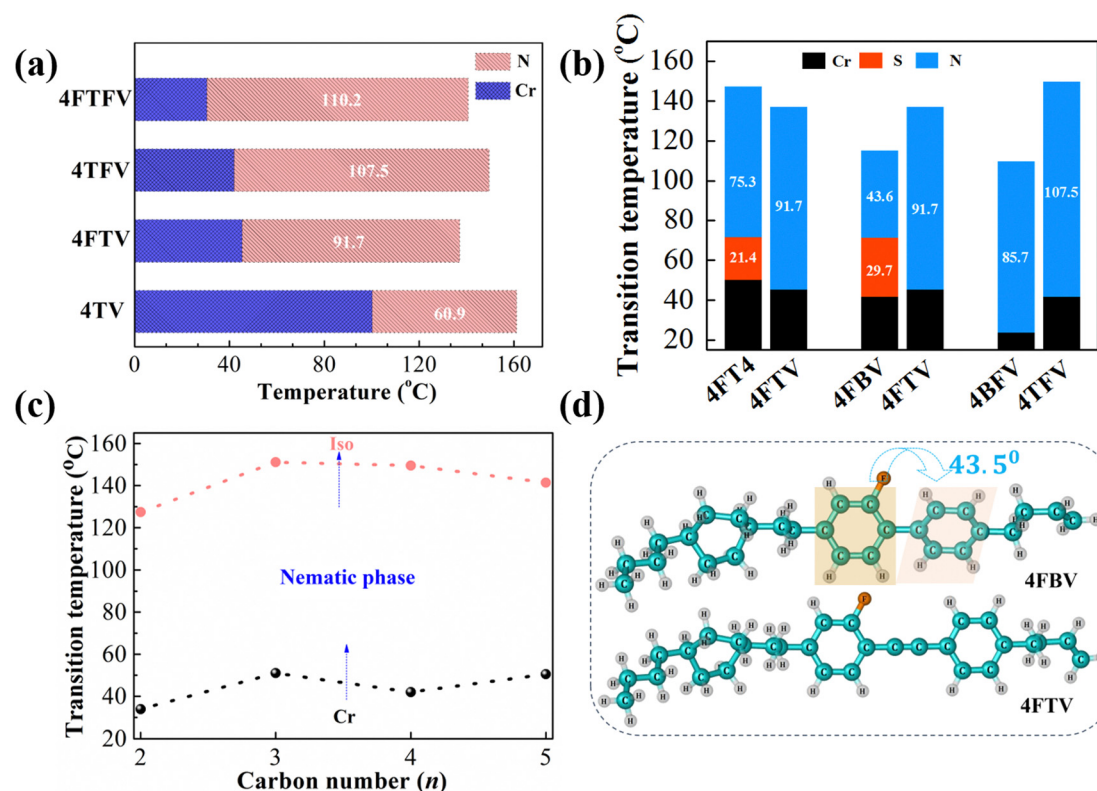 (a)
N
Cr
4FTFV
110.2
4TFV
107.5
4FTV
91.7
4TV
60.9
0 40 80 120 160
Temperature (°C)
(b)
Cr S N
Transition temperature (°C)
160
140
120
100
80
60
40
20
75.3
21.4
91.7
43.6
29.7
91.7
85.7
107.5
4FT4 4FTV 4FBV 4FTV 4BFV 4TFV
(c)
Transition temperature (°C)
160
140
120
100
80
60
40
20
Iso
Nematic phase
Cr
2 3 4 5
Carbon number (n)
(d)
43.5⁰
F
4FBV
F
4FTV